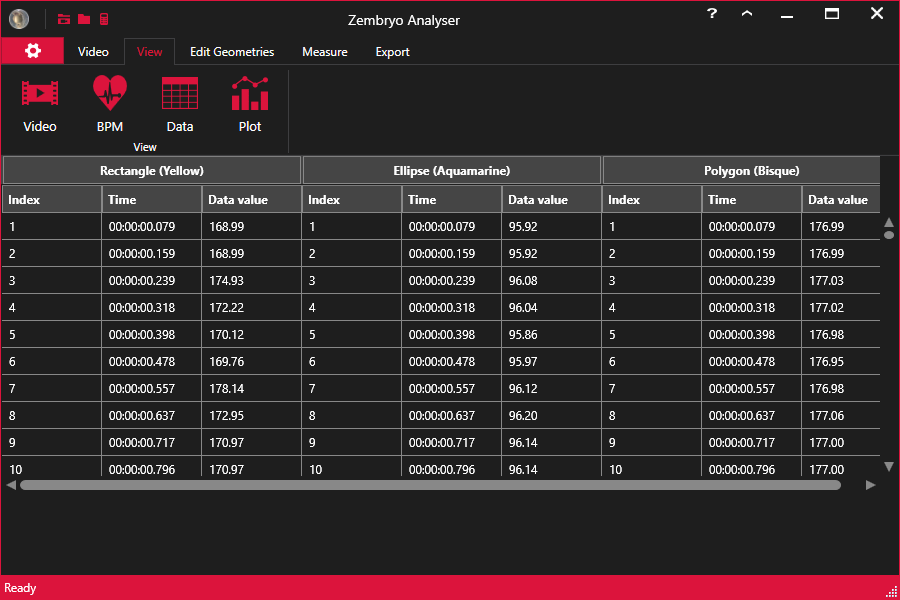 Zembryo Analyser
?
Video View Edit Geometries Measure Export
Video BPM Data Plot
View
Rectangle (Yellow) Ellipse (Aquamarine) Polygon (Bisque)
Index Time Data value Index Time Data value Index Time Data value
1 00:00:00.079 168.99 1 00:00:00.079 95.92 1 00:00:00.079 176.99
2 00:00:00.159 168.99 2 00:00:00.159 95.92 2 00:00:00.159 176.99
3 00:00:00.239 174.93 3 00:00:00.239 96.08 3 00:00:00.239 177.03
4 00:00:00.318 172.22 4 00:00:00.318 96.04 4 00:00:00.318 177.02
5 00:00:00.398 170.12 5 00:00:00.398 95.86 5 00:00:00.398 176.98
6 00:00:00.478 169.76 6 00:00:00.478 95.97 6 00:00:00.478 176.95
7 00:00:00.557 178.14 7 00:00:00.557 96.12 7 00:00:00.557 176.98
8 00:00:00.637 172.95 8 00:00:00.637 96.20 8 00:00:00.637 177.06
9 00:00:00.717 170.97 9 00:00:00.717 96.14 9 00:00:00.717 177.00
10 00:00:00.796 170.97 10 00:00:00.796 96.14 10 00:00:00.796 177.00
Ready